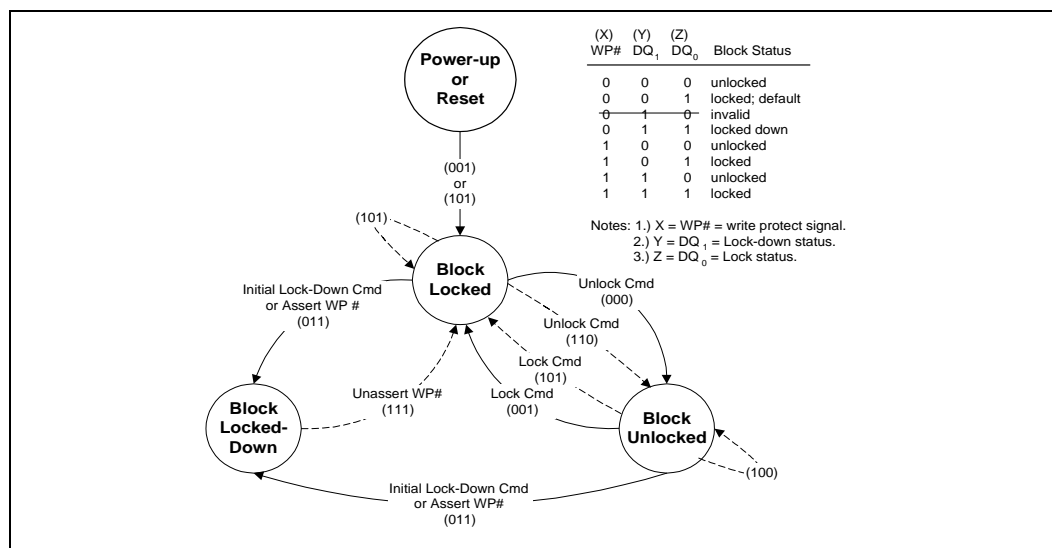 Power-up
or
Reset
(X) (Y) (Z)
WP# DQ1 DQ0 Block Status
0 0 0 unlocked
0 0 1 locked; default
0 1 0 invalid
0 1 1 locked down
1 0 0 unlocked
1 0 1 locked
1 1 0 unlocked
1 1 1 locked
Notes: 1.) X = WP# = write protect signal.
2.) Y = DQ1 = Lock-down status.
3.) Z = DQ0 = Lock status.
(001)
or
(101)
(101)
Block
Locked
Initial Lock-Down Cmd
or Assert WP #
(011)
Unlock Cmd
(000)
Unlock Cmd
(110)
Lock Cmd
(101)
Lock Cmd
(001)
Unassert WP#
(111)
Block
Locked-
Down
Block
Unlocked
(100)
Initial Lock-Down Cmd
or Assert WP#
(011)